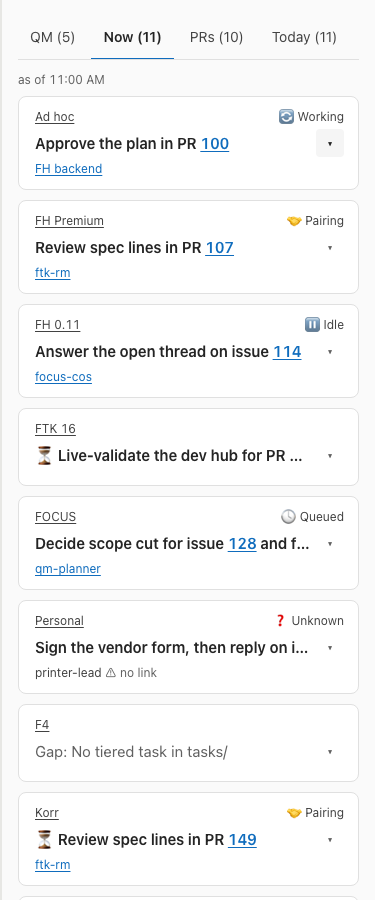 QM (5) Now (11) PRs (10) Today (11)
as of 11:00 AM
Ad hoc 🔄 Working
Approve the plan in PR 100 ▾
FH backend
FH Premium 🤝 Pairing
Review spec lines in PR 107 ▾
ftk-rm
FH 0.11 ⏸️ Idle
Answer the open thread on issue 114 ▾
focus-cos
FTK 16
⏳ Live-validate the dev hub for PR ... ▾
FOCUS 🕓 Queued
Decide scope cut for issue 128 and f... ▾
qm-planner
Personal ❓ Unknown
Sign the vendor form, then reply on i... ▾
printer-lead ⚠ no link
F4
Gap: No tiered task in tasks/ ▾
Korr 🤝 Pairing
⏳ Review spec lines in PR 149 ▾
ftk-rm